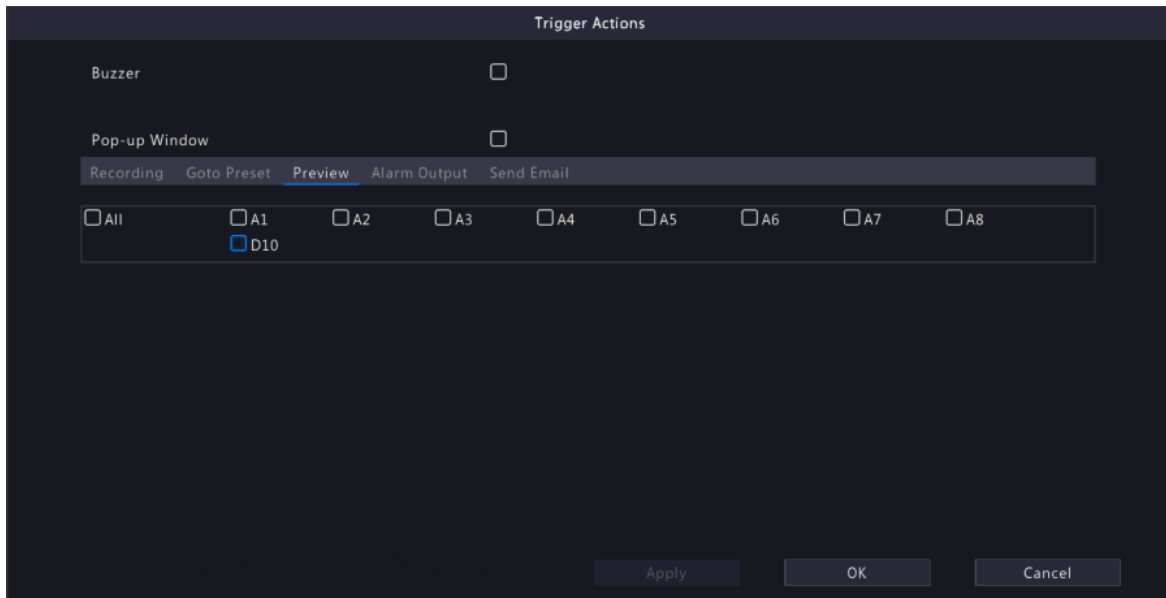 Trigger Actions
Buzzer
Pop-up Window
Recording Goto Preset Preview Alarm Output Send Email
All A1 A2 A3 A4 A5 A6 A7 A8
D10
Apply OK Cancel